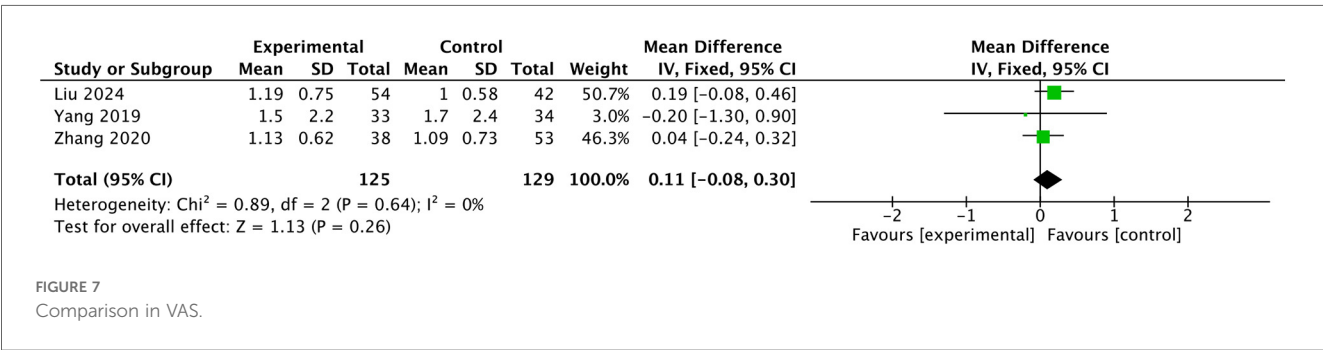 Experimental Control Mean Difference Mean Difference
Study or Subgroup Mean SD Total Mean SD Total Weight IV, Fixed, 95% CI IV, Fixed, 95% CI
Liu 2024 1.19 0.75 54 1 0.58 42 50.7% 0.19 [-0.08, 0.46]
Yang 2019 1.5 2.2 33 1.7 2.4 34 3.0% -0.20 [-1.30, 0.90]
Zhang 2020 1.13 0.62 38 1.09 0.73 53 46.3% 0.04 [-0.24, 0.32]
Total (95% CI) 125 129 100.0% 0.11 [-0.08, 0.30]
Heterogeneity: Chi² = 0.89, df = 2 (P = 0.64); I² = 0%
Test for overall effect: Z = 1.13 (P = 0.26)
-2 -1 0 1 2
Favours [experimental] Favours [control]
FIGURE 7
Comparison in VAS.